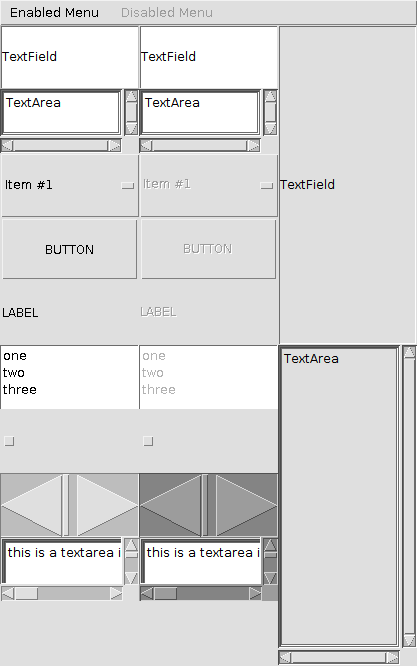 Enabled Menu Disabled Menu
TextField TextField
TextArea TextArea
Item #1 Item #1
TextField
BUTTON BUTTON
LABEL LABEL
one one
two two
three three
TextArea
this is a textarea i this is a textarea i